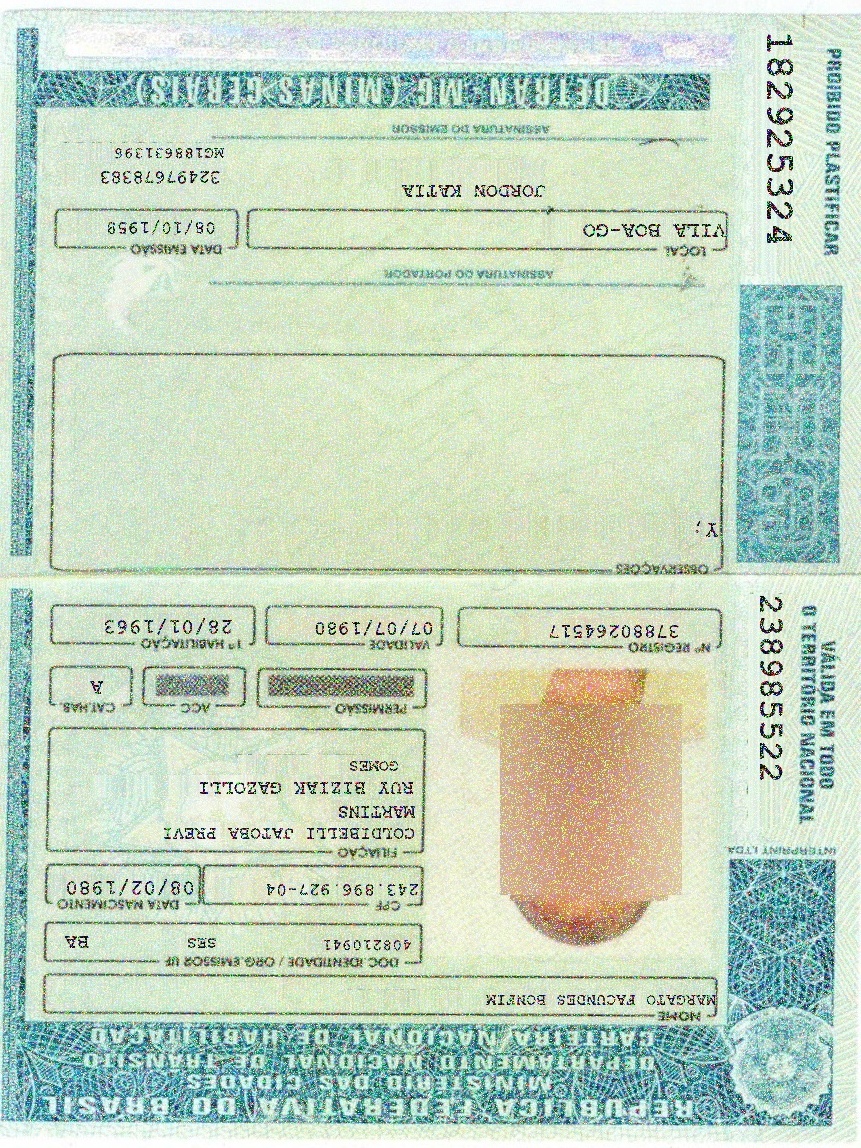 REPÚBLICA FEDERATIVA DO BRASIL
MINISTÉRIO DAS CIDADES
DEPARTAMENTO NACIONAL DE TRÂNSITO
CARTEIRA NACIONAL DE HABILITAÇÃO
NOME
MARGATO FACUNDES BONFIM
DOC IDENTIDADE / ORG EMISSOR UF
408210941 SES BA
CPF DATA NASCIMENTO
243.896.927-04 08/02/1980
FILIAÇÃO
COLDIBELLI JATOBA PREVI
MARTINS
RUY BIZIAK GAZOLLI
GOMES
PERMISSÃO ACC CAT.HAB.
A
Nº REGISTRO VALIDADE 1ª HABILITAÇÃO
37880264517 07/07/1980 28/01/1963
INTERPRINT LTDA.
VÁLIDA EM TODO
O TERRITÓRIO NACIONAL
238985522
OBSERVAÇÕES
Y;
ASSINATURA DO PORTADOR
LOCAL DATA EMISSÃO
VILA BOA-GO 08/10/1958
JORDON KATIA
32497678383
MG188631396
ASSINATURA DO EMISSOR
DETRAN MG (MINAS GERAIS)
PROIBIDO PLASTIFICAR
182925324